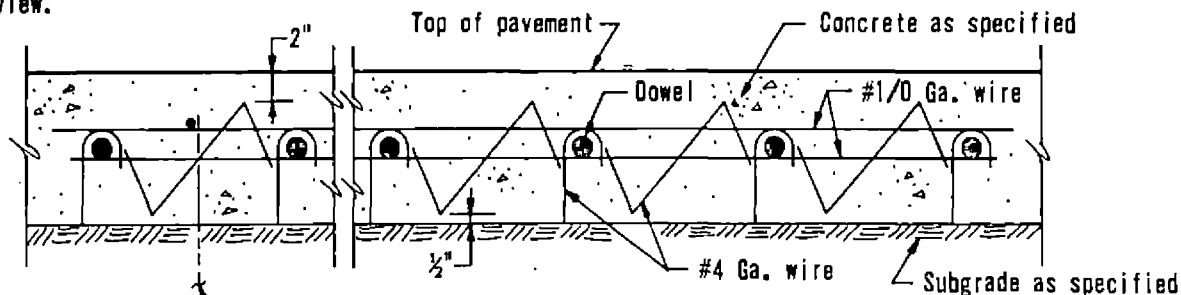 view.
2"
Top of pavement
Concrete as specified
Dowel
#1/0 Ga. wire
½"
#4 Ga. wire
Subgrade as specified